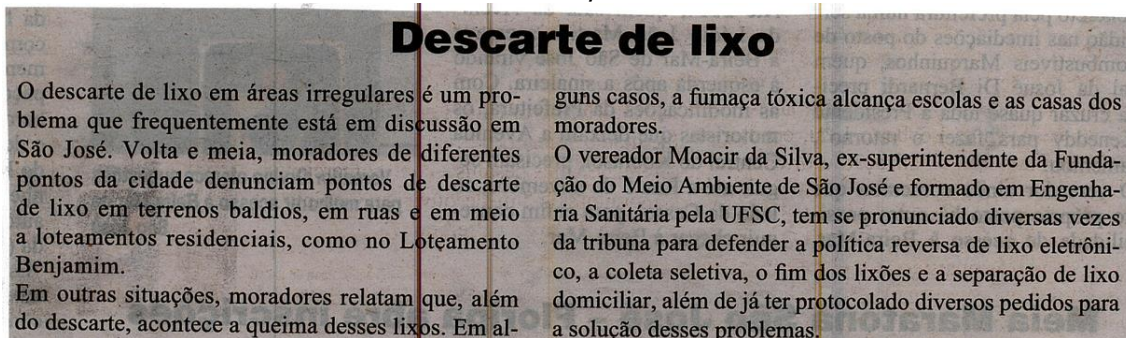 Descarte de lixo
O descarte de lixo em áreas irregulares é um pro-
blema que frequentemente está em discussão em
São José. Volta e meia, moradores de diferentes
pontos da cidade denunciam pontos de descarte
de lixo em terrenos baldios, em ruas e em meio
a loteamentos residenciais, como no Loteamento
Benjamim.
Em outras situações, moradores relatam que, além
do descarte, acontece a queima desses lixos. Em al-
guns casos, a fumaça tóxica alcança escolas e as casas dos
moradores.
O vereador Moacir da Silva, ex-superintendente da Funda-
ção do Meio Ambiente de São José e formado em Engenha-
ria Sanitária pela UFSC, tem se pronunciado diversas vezes
da tribuna para defender a política reversa de lixo eletrôni-
co, a coleta seletiva, o fim dos lixões e a separação de lixo
domiciliar, além de já ter protocolado diversos pedidos para
a solução desses problemas.